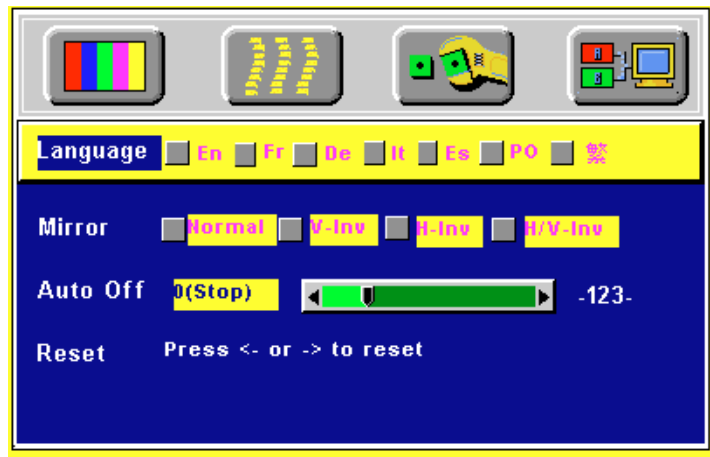 A
B
Language En Fr De It Es PO 繁
Mirror Normal V-Inv H-Inv H/V-Inv
Auto Off 0(Stop) -123-
Reset Press <- or -> to reset